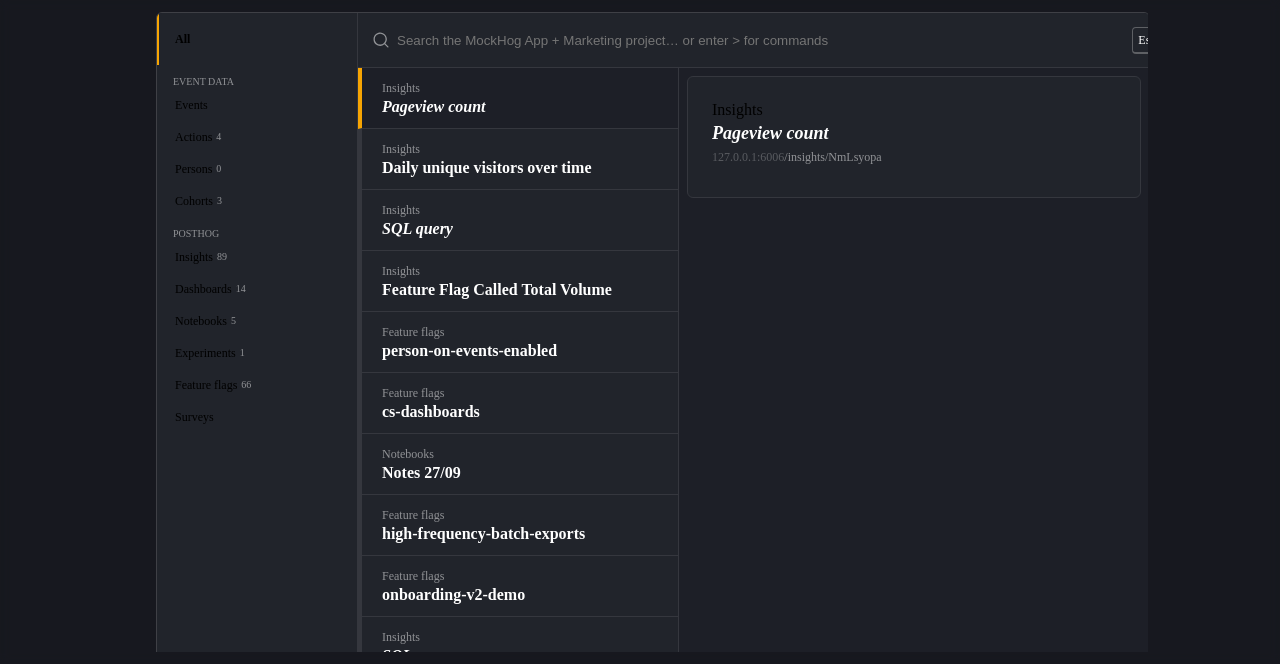 All
EVENT DATA
Events
Actions 4
Persons 0
Cohorts 3
POSTHOG
Insights 89
Dashboards 14
Notebooks 5
Experiments 1
Feature flags 66
Surveys
Search the MockHog App + Marketing project… or enter > for commands
Es
Insights
Pageview count
Insights
Daily unique visitors over time
Insights
SQL query
Insights
Feature Flag Called Total Volume
Feature flags
person-on-events-enabled
Feature flags
cs-dashboards
Notebooks
Notes 27/09
Feature flags
high-frequency-batch-exports
Feature flags
onboarding-v2-demo
Insights
Insights
Pageview count
127.0.0.1:6006/insights/NmLsyopa